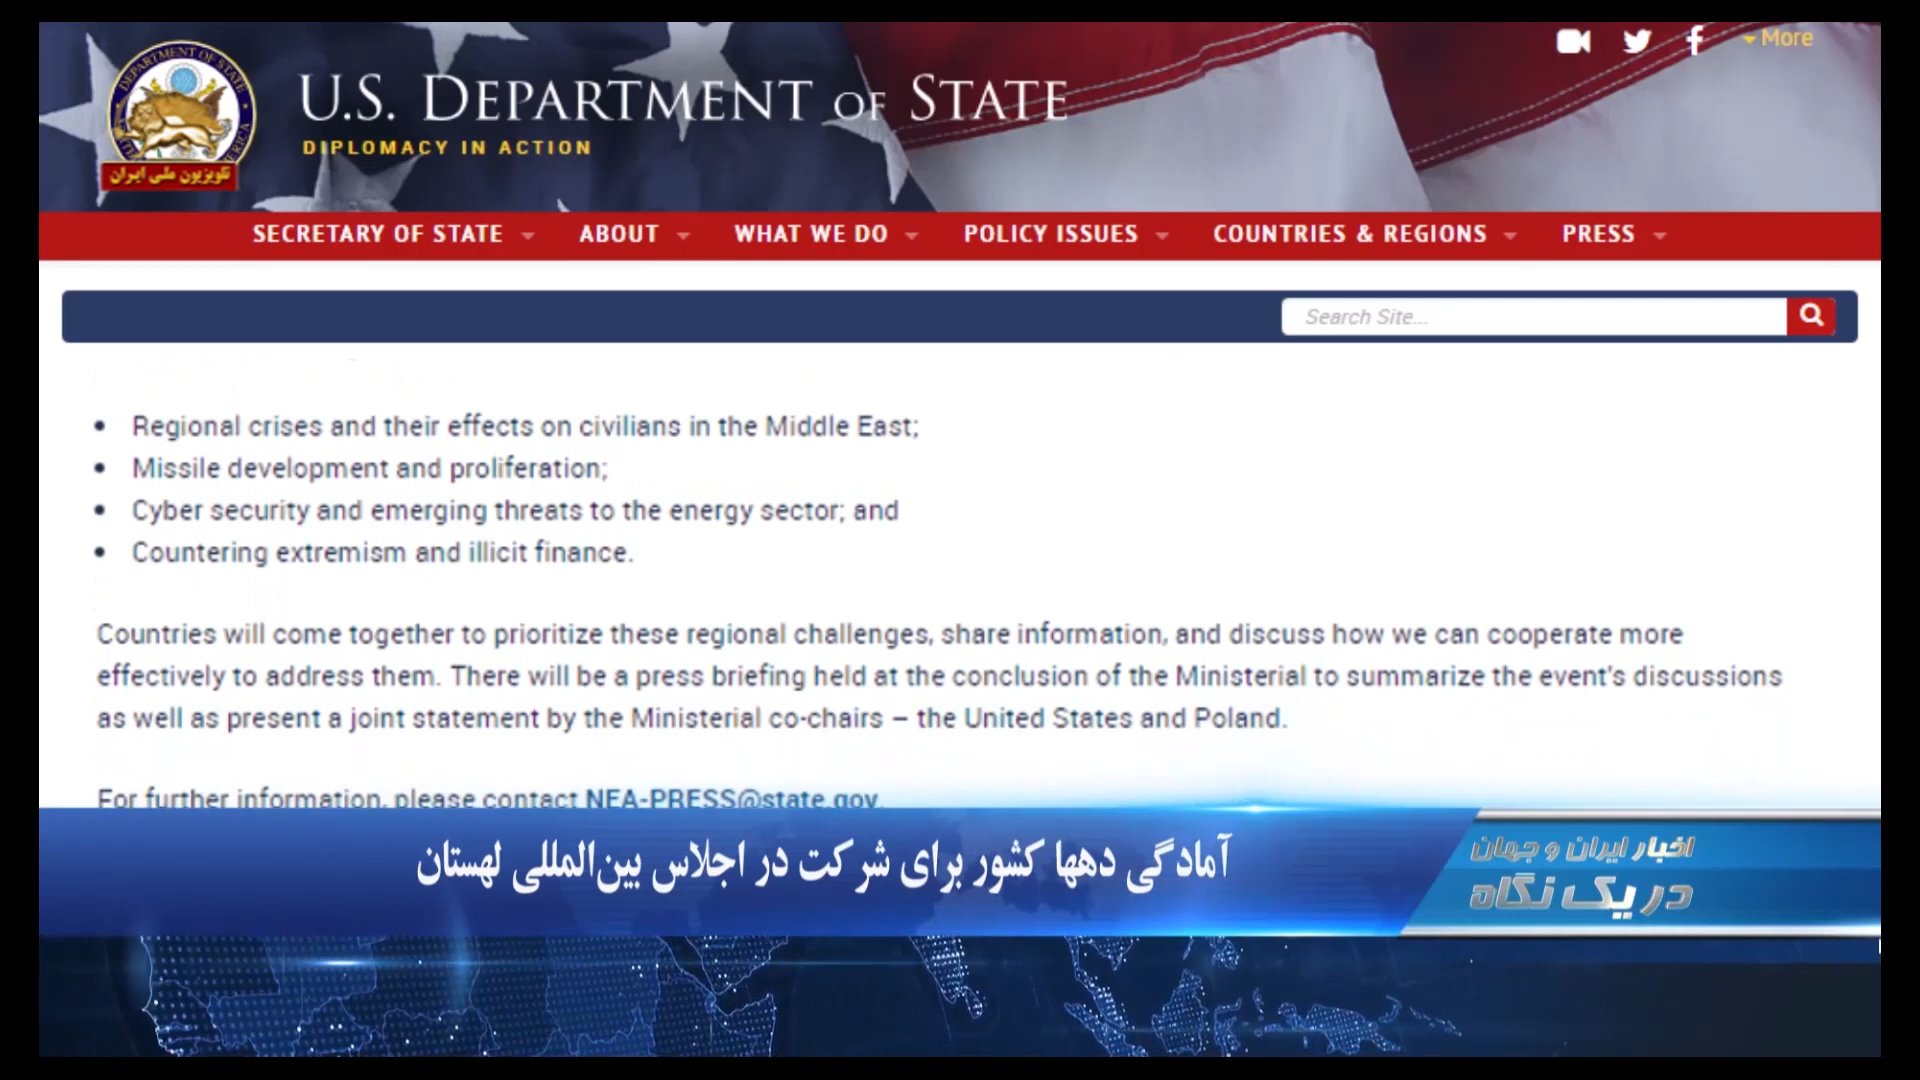 DEPARTMENT OF STATE
تلویزیون ملی ایران
U.S. DEPARTMENT OF STATE
DIPLOMACY IN ACTION
More
SECRETARY OF STATE
ABOUT
WHAT WE DO
POLICY ISSUES
COUNTRIES & REGIONS
PRESS
Search Site...
• Regional crises and their effects on civilians in the Middle East;
• Missile development and proliferation;
• Cyber security and emerging threats to the energy sector; and
• Countering extremism and illicit finance.
Countries will come together to prioritize these regional challenges, share information, and discuss how we can cooperate more
effectively to address them. There will be a press briefing held at the conclusion of the Ministerial to summarize the event's discussions
as well as present a joint statement by the Ministerial co-chairs – the United States and Poland.
For further information, please contact NEA-PRESS@state.gov.
آمادگی دهها کشور برای شرکت در اجلاس بین‌المللی لهستان
اخبار ایران و جهان
در یک نگاه